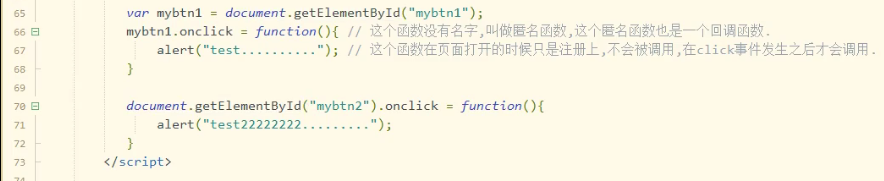 65 var mybtn1 = document.getElementById("mybtn1");
66 mybtn1.onclick = function(){ // 这个函数没有名字,叫做匿名函数,这个匿名函数也是一个回调函数.
67 alert("test.........."); // 这个函数在页面打开的时候只是注册上,不会被调用,在click事件发生之后才会调用.
68 }
69
70 document.getElementById("mybtn2").onclick = function(){
71 alert("test22222222.........");
72 }
73 </script>
74